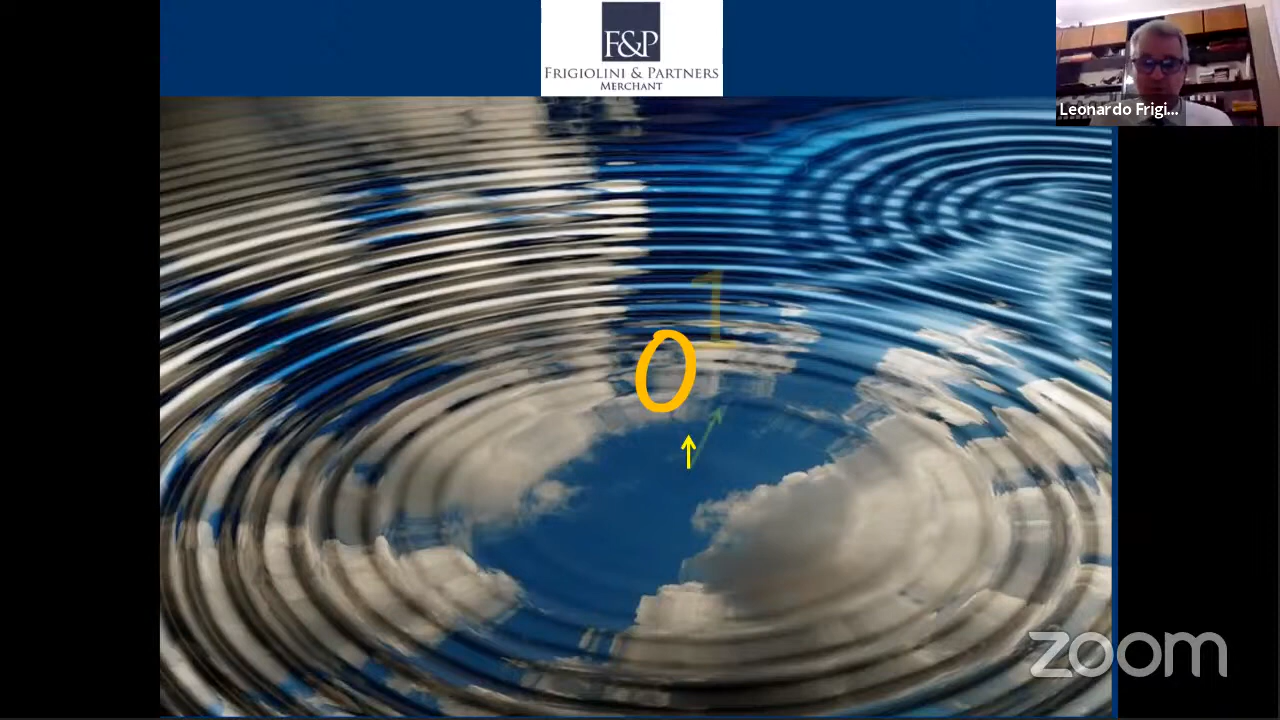 F&P
FRIGIOLINI & PARTNERS
MERCHANT
Leonardo Frigi...
1
0
zoom